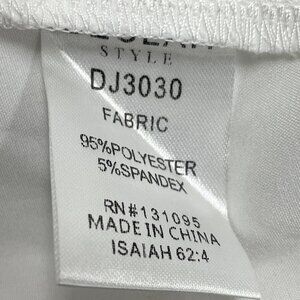 STYLE
DJ3030
FABRIC
95%POLYESTER
5%SPANDEX
RN#131095
MADE IN CHINA
ISAIAH 62:4